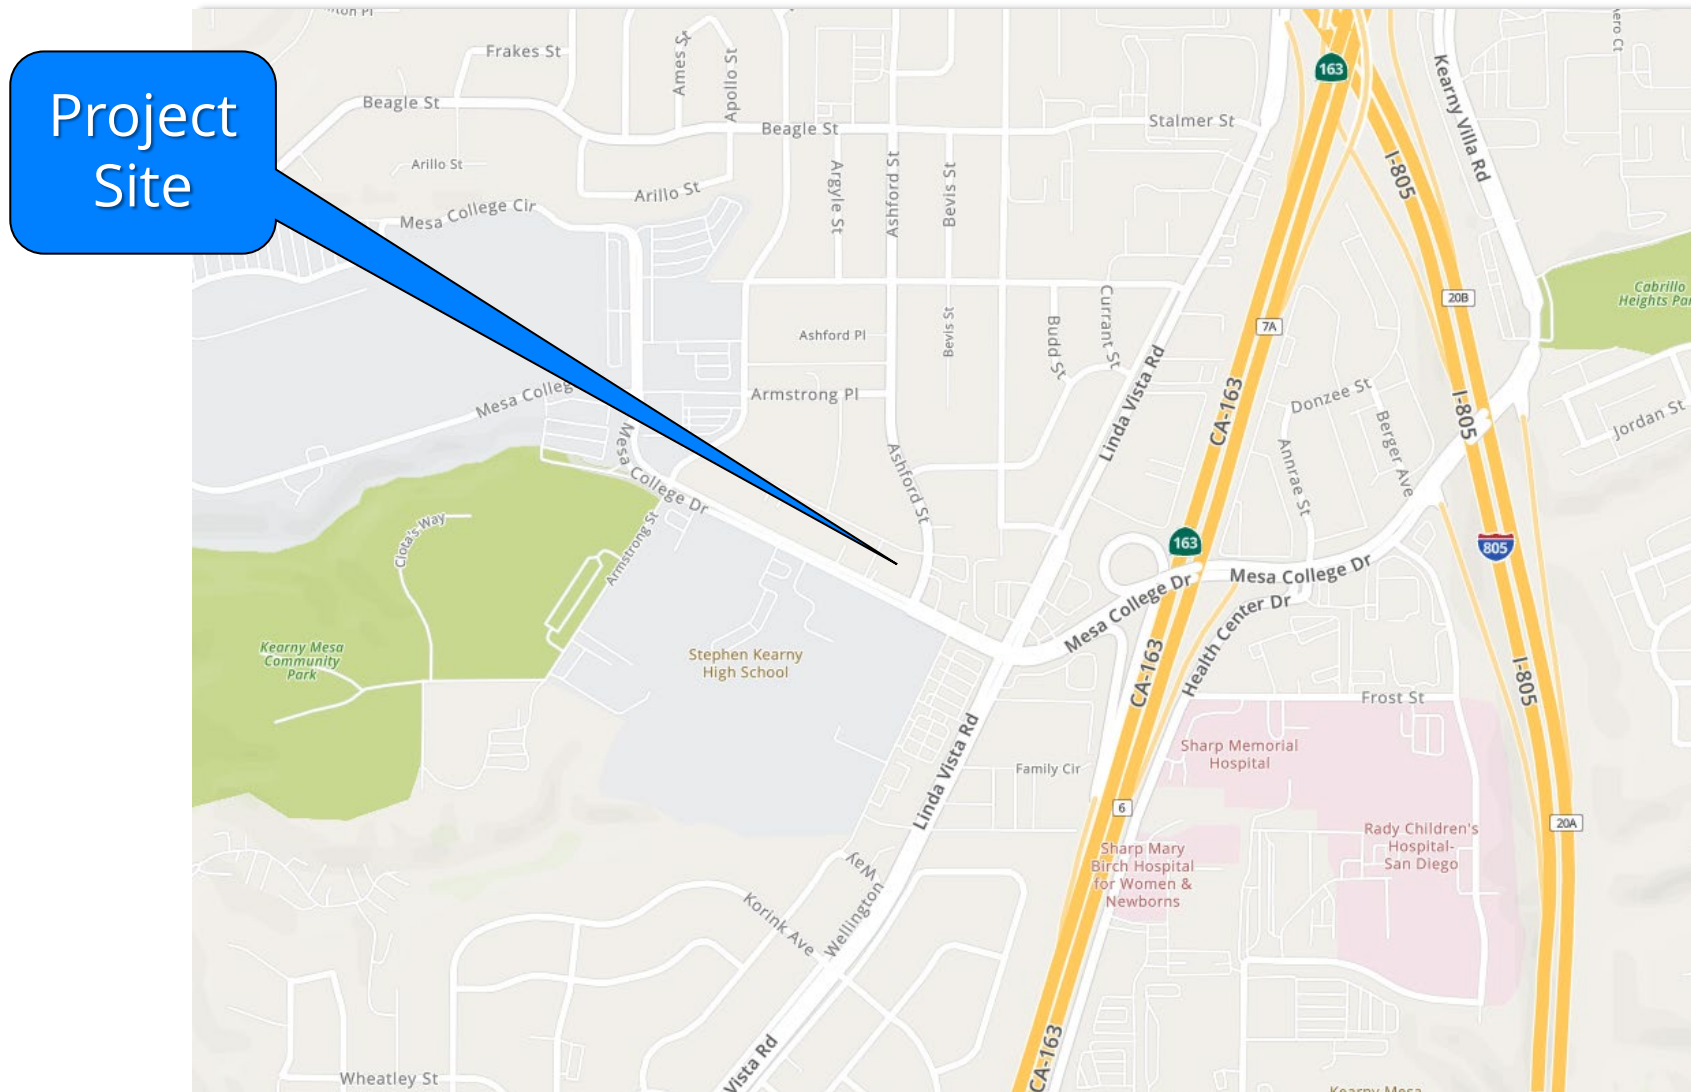 Project
Site
Frakes St
Ames St
Apollo St
Beagle St
Beagle St
Stalmer St
163
Kearny Villa Rd
I-805
Arillo St
Arillo St
Argyle St
Ashford St
Bevis St
Mesa College Cir
Cabrillo
Heights Par
20B
7A
Ashford Pl
Bevis St
Budd St
Currant St
Linda Vista Rd
CA-163
I-805
Donzee St
Berger Ave
Jordan St
Mesa Colleg
Armstrong Pl
Mesa College Dr
Ashford St
Annrae St
Clota's Way
Armstrong St
163
805
Mesa College Dr
Mesa College Dr
Health Center Dr
Kearny Mesa
Community
Park
Stephen Kearny
High School
CA-163
I-805
Frost St
Sharp Memorial
Hospital
Linda Vista Rd
Family Cir
6
20A
Rady Children's
Hospital-
San Diego
Sharp Mary
Birch Hospital
for Women &
Newborns
Way
Wellington
Korink Ave
Vista Rd
CA-163
Wheatley St